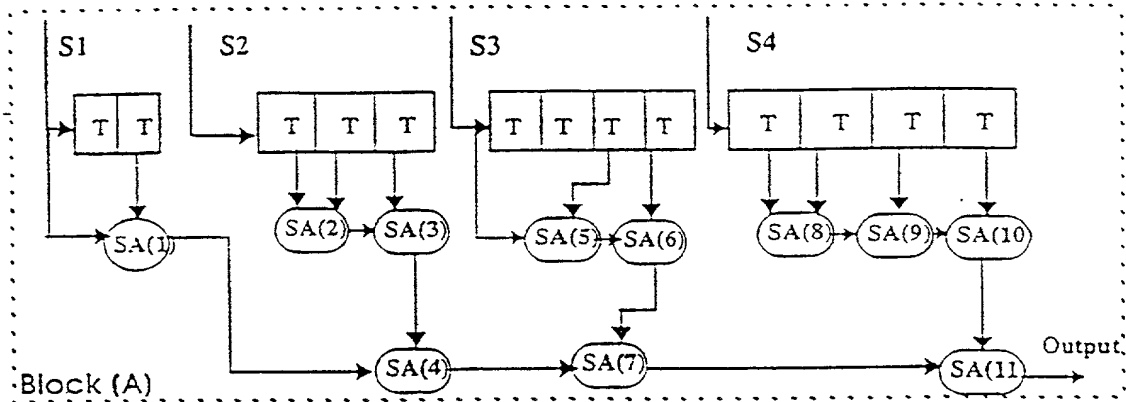 S1 S2 S3 S4
T T T T T T T T T T T T T
SA(1) SA(2) SA(3) SA(5) SA(6) SA(8) SA(9) SA(10)
SA(4) SA(7) SA(11) Output
Block (A)